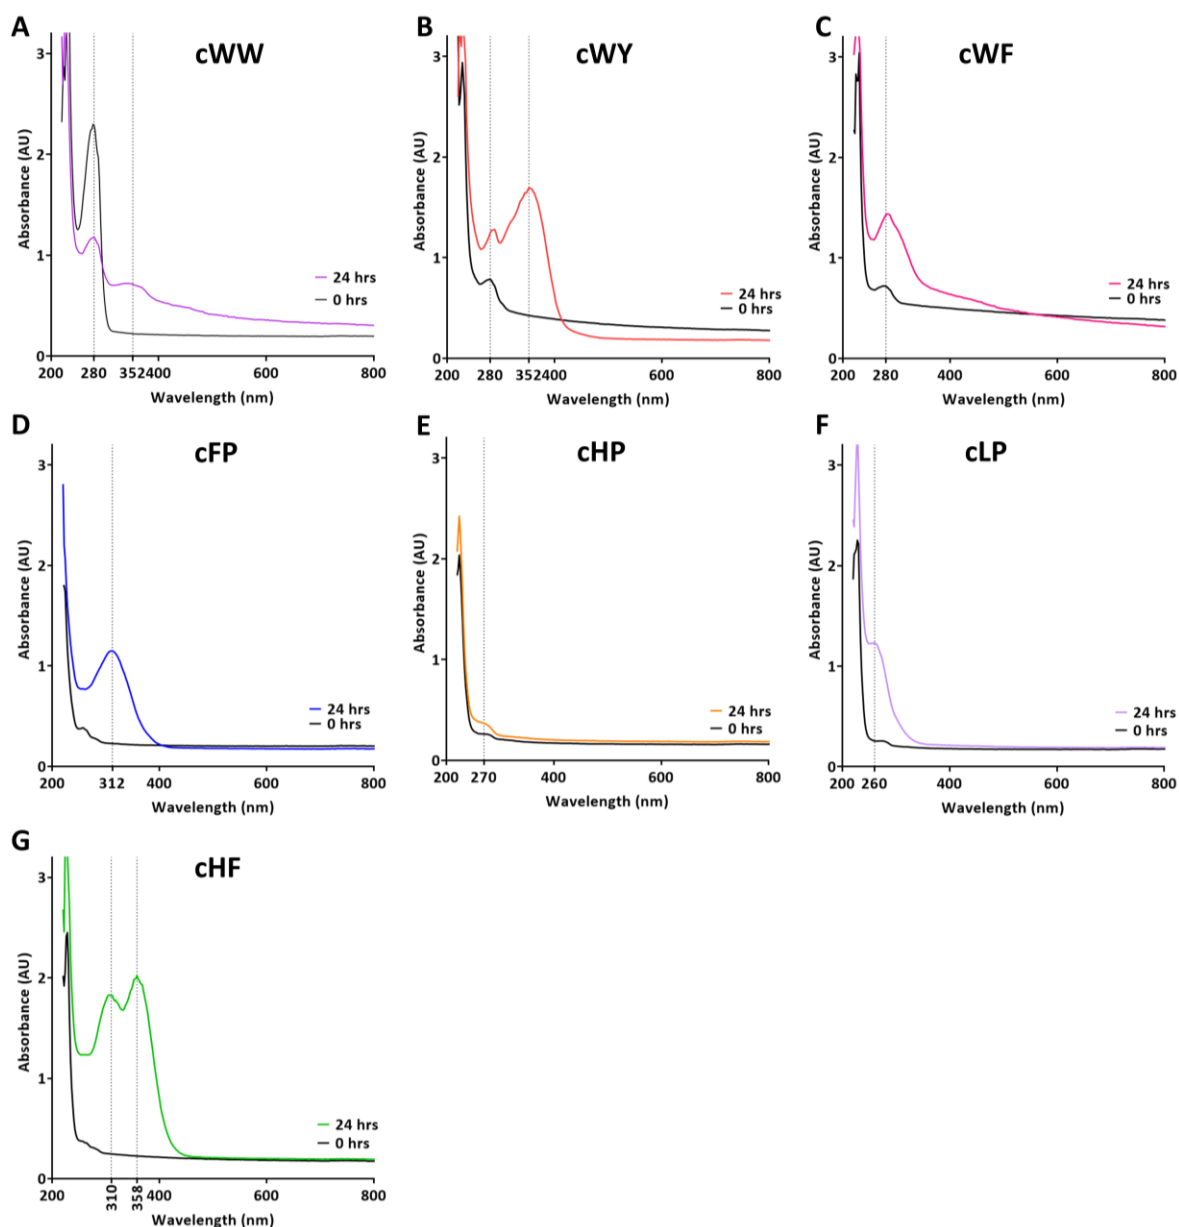 A
cWW
3
2
1
0
Absorbance (AU)
24 hrs
0 hrs
200 280 352400 600 800
Wavelength (nm)
B
cWY
3
2
1
0
Absorbance (AU)
24 hrs
0 hrs
200 280 352400 600 800
Wavelength (nm)
C
cWF
3
2
1
0
Absorbance (AU)
24 hrs
0 hrs
200 280 400 600 800
Wavelength (nm)
D
cFP
3
2
1
0
Absorbance (AU)
24 hrs
0 hrs
200 312 400 600 800
Wavelength (nm)
E
cHP
3
2
1
0
Absorbance (AU)
24 hrs
0 hrs
200 270 400 600 800
Wavelength (nm)
F
cLP
3
2
1
0
Absorbance (AU)
24 hrs
0 hrs
200 260 400 600 800
Wavelength (nm)
G
cHF
3
2
1
0
Absorbance (AU)
24 hrs
0 hrs
200 310 358 400 600 800
Wavelength (nm)